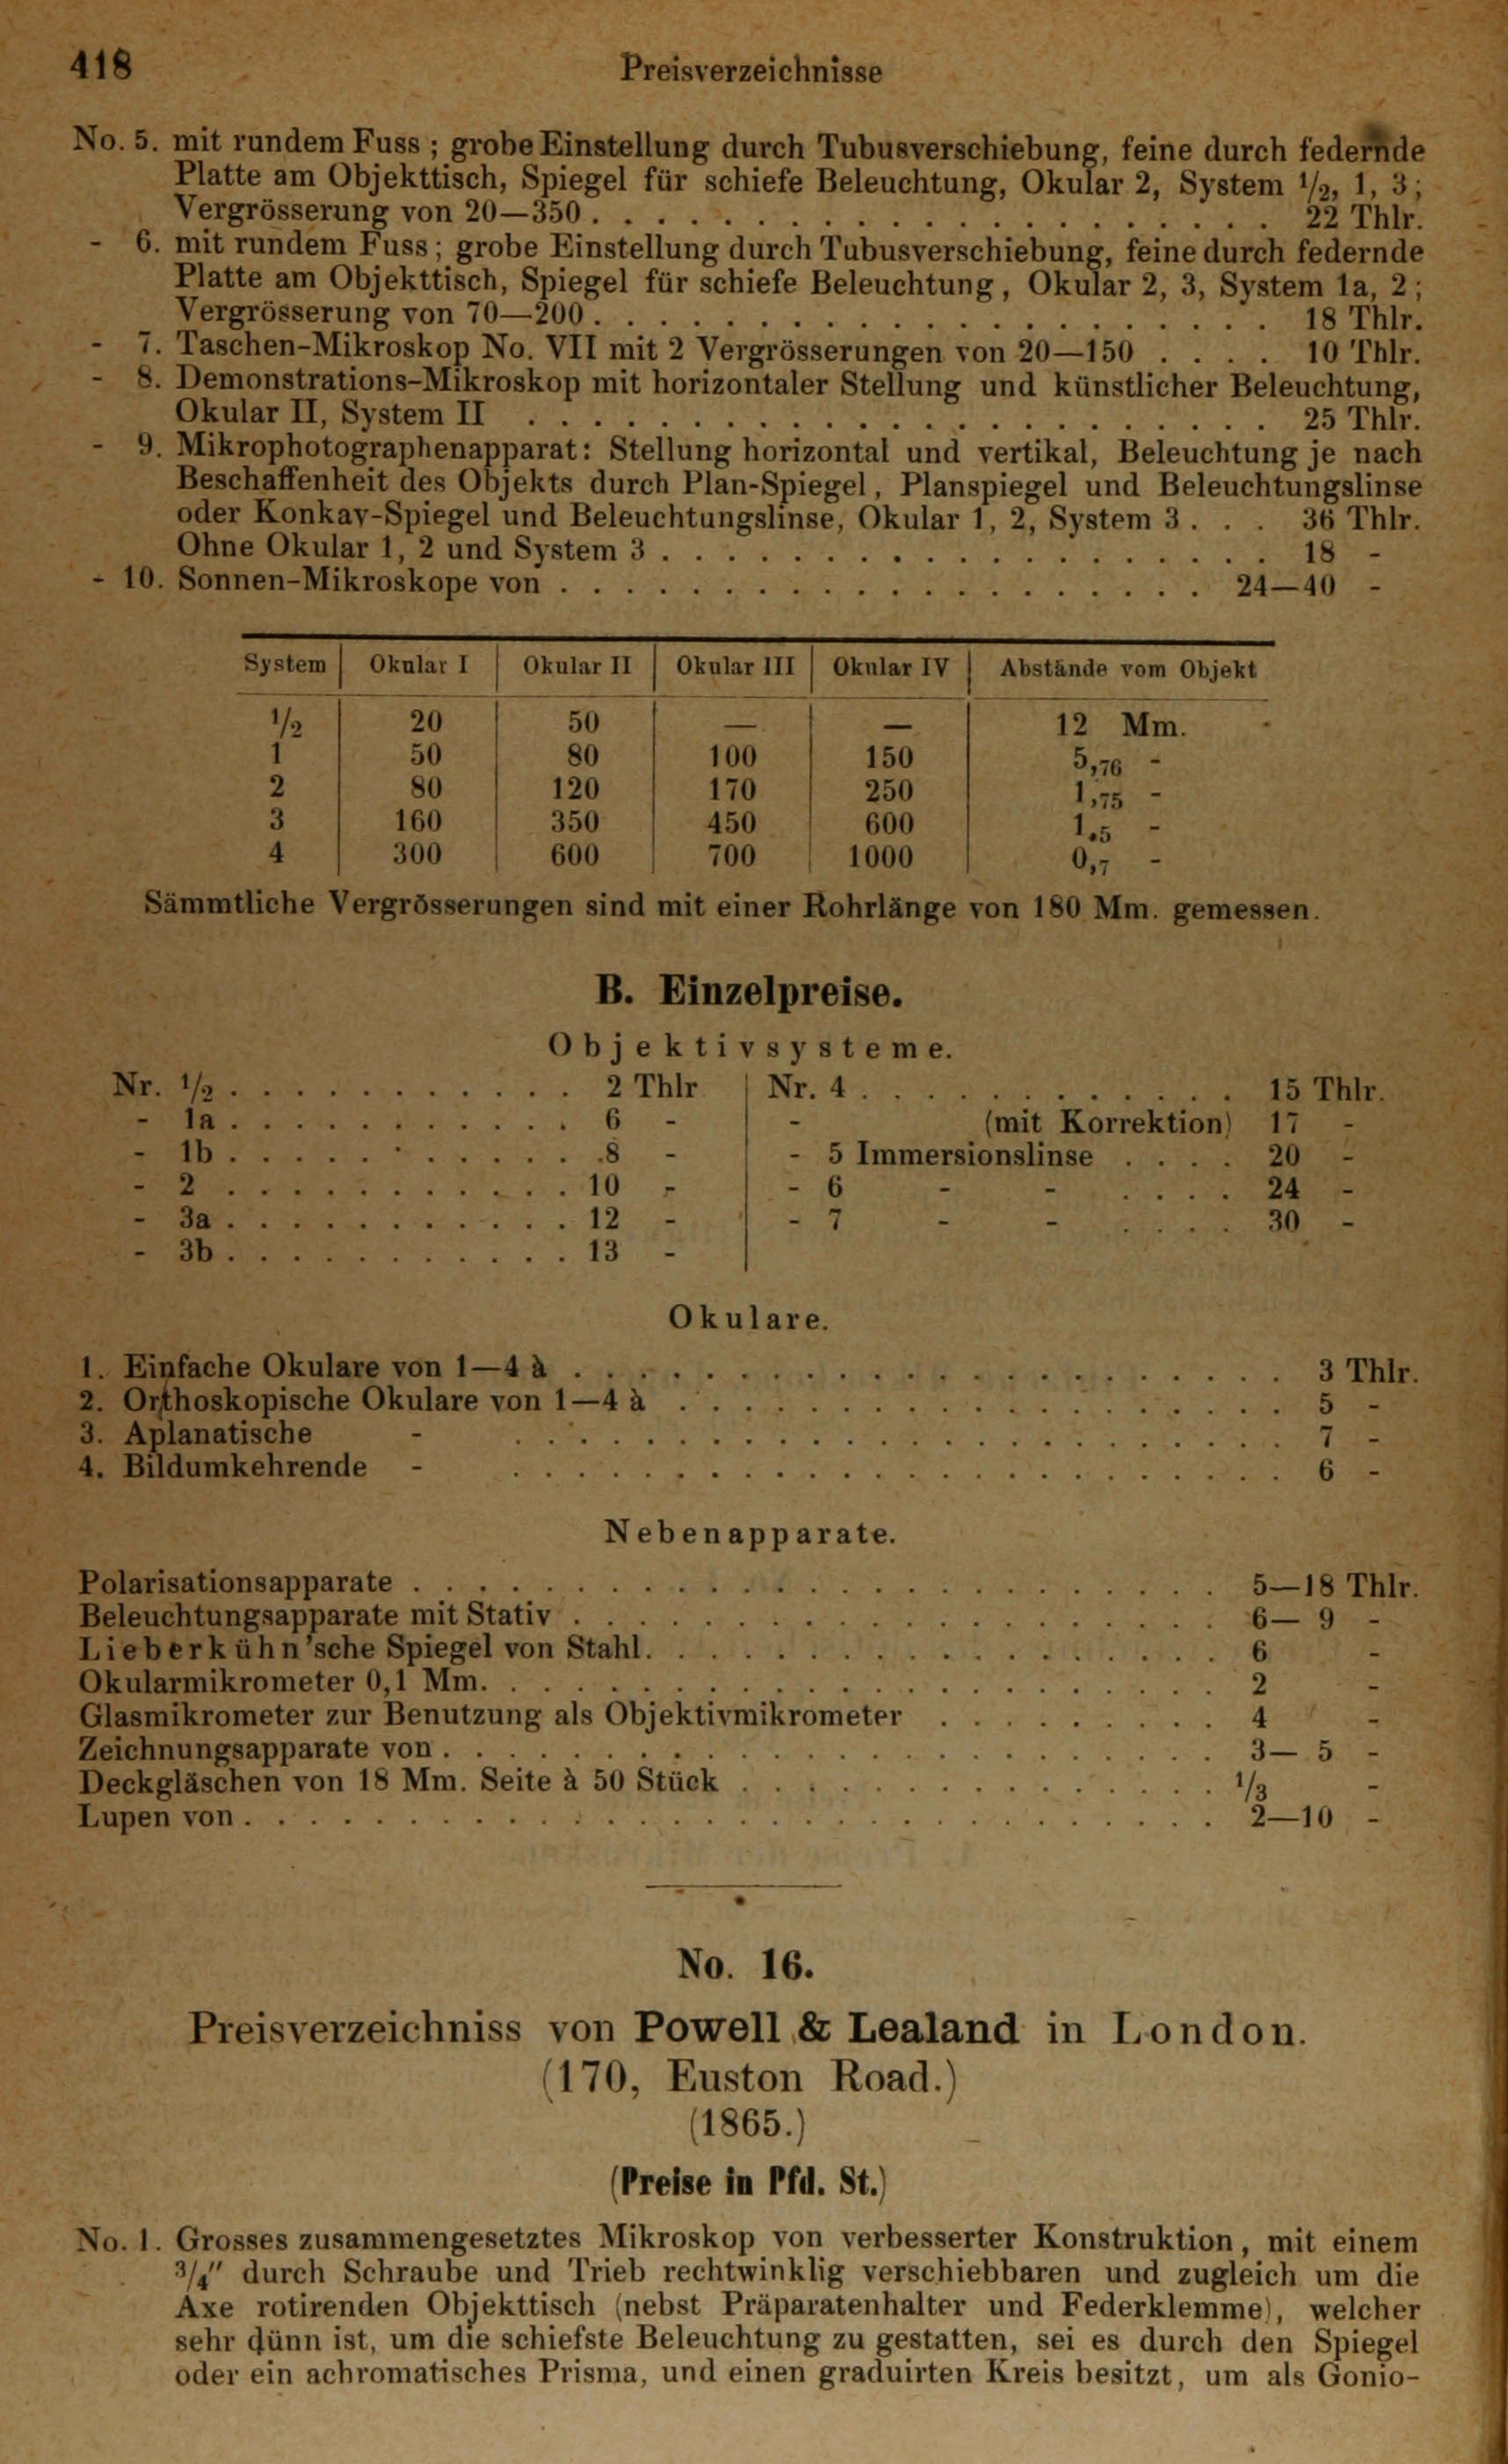 418 Preisverzeichnisse
No. 5. mit rundem Fuss; grobe Einstellung durch Tubusverschiebung, feine durch federnde
Platte am Objekttisch, Spiegel für schiefe Beleuchtung, Okular 2, System 1/2, 1, 3;
Vergrösserung von 20—350 . . . . . . . . . . . . . . . . . . . . . 22 Thlr.
- 6. mit rundem Fuss; grobe Einstellung durch Tubusverschiebung, feine durch federnde
Platte am Objekttisch, Spiegel für schiefe Beleuchtung, Okular 2, 3, System 1a, 2;
Vergrösserung von 70—200 . . . . . . . . . . . . . . . . . . . . . 18 Thlr.
- 7. Taschen-Mikroskop No. VII mit 2 Vergrösserungen von 20—150 . . . . 10 Thlr.
- 8. Demonstrations-Mikroskop mit horizontaler Stellung und künstlicher Beleuchtung,
Okular II, System II . . . . . . . . . . . . . . . . . . . . . . . 25 Thlr.
- 9. Mikrophotographenapparat: Stellung horizontal und vertikal, Beleuchtung je nach
Beschaffenheit des Objekts durch Plan-Spiegel, Planspiegel und Beleuchtungslinse
oder Konkav-Spiegel und Beleuchtungslinse, Okular 1, 2, System 3 . . . 36 Thlr.
Ohne Okular 1, 2 und System 3 . . . . . . . . . . . . . . . . . . . 18 -
- 10. Sonnen-Mikroskope von . . . . . . . . . . . . . . . . . . . . 24—40 -
System | Okular I | Okular II | Okular III | Okular IV | Abstände vom Objekt
1/2 | 20 | 50 | — | — | 12 Mm.
1 | 50 | 80 | 100 | 150 | 5,76 -
2 | 80 | 120 | 170 | 250 | 1,75 -
3 | 160 | 350 | 450 | 600 | 1,5 -
4 | 300 | 600 | 700 | 1000 | 0,7 -
Sämmtliche Vergrösserungen sind mit einer Rohrlänge von 180 Mm. gemessen.
B. Einzelpreise.
Objektivsysteme.
Nr. 1/2 . . . . . . . . . . . 2 Thlr
- 1a . . . . . . . . . . . 6 -
- 1b . . . . . . . . . . . 8 -
- 2 . . . . . . . . . . . 10 -
- 3a . . . . . . . . . . . 12 -
- 3b . . . . . . . . . . . 13 -
Nr. 4 . . . . . . . . . . . . 15 Thlr.
- (mit Korrektion) 17 -
- 5 Immersionslinse . . . . 20 -
- 6 - - . . . . 24 -
- 7 - - . . . . 30 -
Okulare.
1. Einfache Okulare von 1—4 à . . . . . . . . . . . . . . . . . . . . . . 3 Thlr.
2. Orthoskopische Okulare von 1—4 à . . . . . . . . . . . . . . . . . . . 5 -
3. Aplanatische - . . . . . . . . . . . . . . . . . . . . . . . . 7 -
4. Bildumkehrende - . . . . . . . . . . . . . . . . . . . . . . . . 6 -
Nebenapparate.
Polarisationsapparate . . . . . . . . . . . . . . . . . . . . . . . . . 5—18 Thlr.
Beleuchtungsapparate mit Stativ . . . . . . . . . . . . . . . . . . . . 6— 9 -
Lieberkühn'sche Spiegel von Stahl. . . . . . . . . . . . . . . . . . . 6 -
Okularmikrometer 0,1 Mm. . . . . . . . . . . . . . . . . . . . . . . . 2 -
Glasmikrometer zur Benutzung als Objektivmikrometer . . . . . . . . . 4 -
Zeichnungsapparate von . . . . . . . . . . . . . . . . . . . . . . . . 3— 5 -
Deckgläschen von 18 Mm. Seite à 50 Stück . . . . . . . . . . . . . . . 1/3 -
Lupen von . . . . . . . . . . . . . . . . . . . . . . . . . . . . . . 2—10 -
No. 16.
Preisverzeichniss von Powell & Lealand in London.
(170, Euston Road.)
(1865.)
(Preise in Pfd. St.)
No. 1. Grosses zusammengesetztes Mikroskop von verbesserter Konstruktion, mit einem
3/4" durch Schraube und Trieb rechtwinklig verschiebbaren und zugleich um die
Axe rotirenden Objekttisch (nebst Präparatenhalter und Federklemme), welcher
sehr dünn ist, um die schiefste Beleuchtung zu gestatten, sei es durch den Spiegel
oder ein achromatisches Prisma, und einen graduirten Kreis besitzt, um als Gonio-